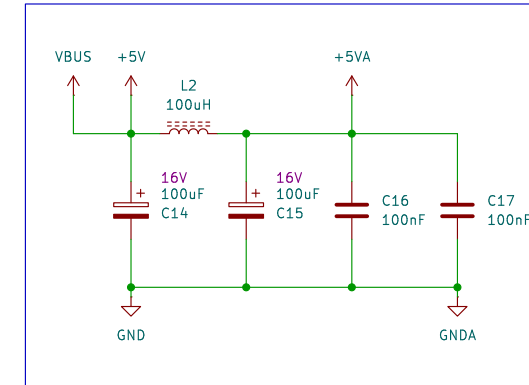 VBUS
+5V
+5VA
L2
100uH
16V
100uF
C14
16V
100uF
C15
C16
100nF
C17
100nF
GND
GNDA